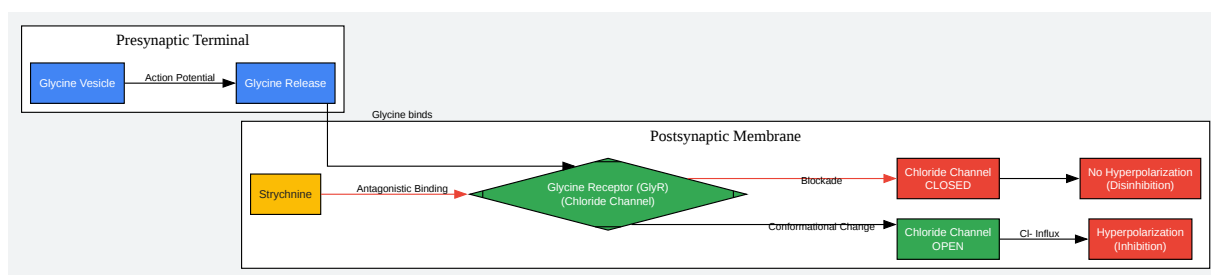 Presynaptic Terminal
Glycine Vesicle
Action Potential
Glycine Release
Glycine binds
Postsynaptic Membrane
Strychnine
Antagonistic Binding
Glycine Receptor (GlyR)
(Chloride Channel)
Blockade
Chloride Channel
CLOSED
No Hyperpolarization
(Disinhibition)
Conformational Change
Chloride Channel
OPEN
Cl- Influx
Hyperpolarization
(Inhibition)